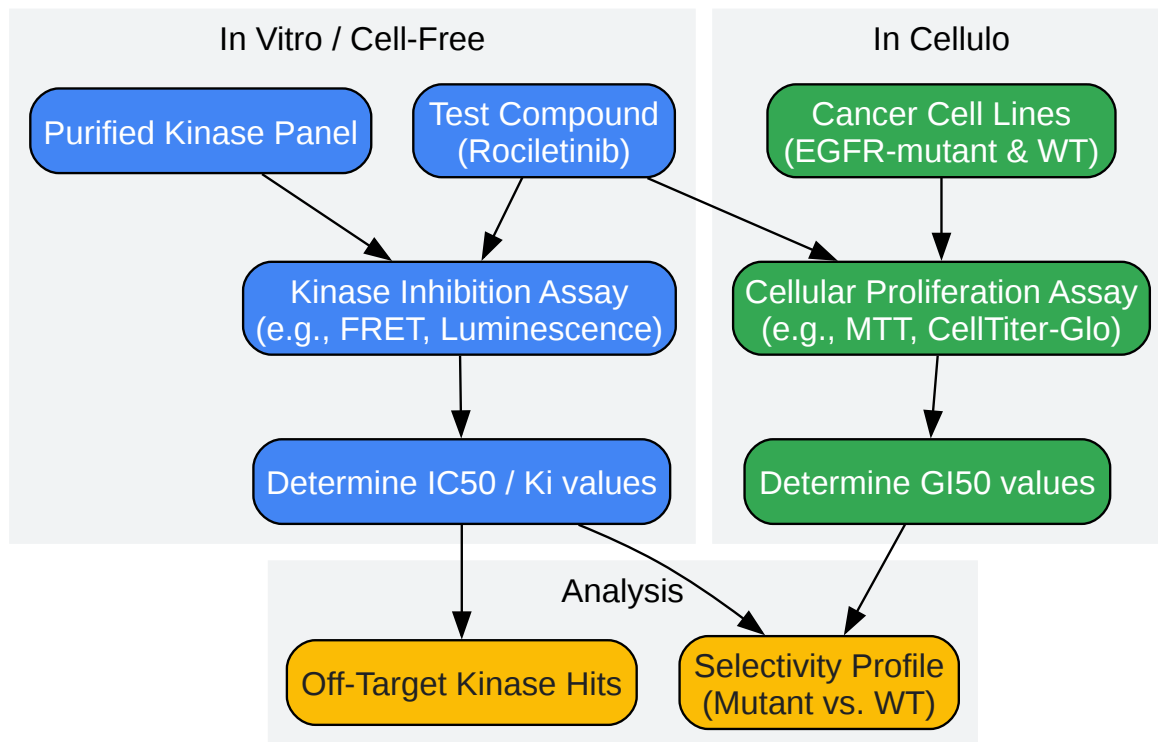 In Vitro / Cell-Free
In Cellulo
Purified Kinase Panel
Test Compound
(Rociletinib)
Cancer Cell Lines
(EGFR-mutant & WT)
Kinase Inhibition Assay
(e.g., FRET, Luminescence)
Cellular Proliferation Assay
(e.g., MTT, CellTiter-Glo)
Determine IC50 / Ki values
Determine GI50 values
Analysis
Off-Target Kinase Hits
Selectivity Profile
(Mutant vs. WT)